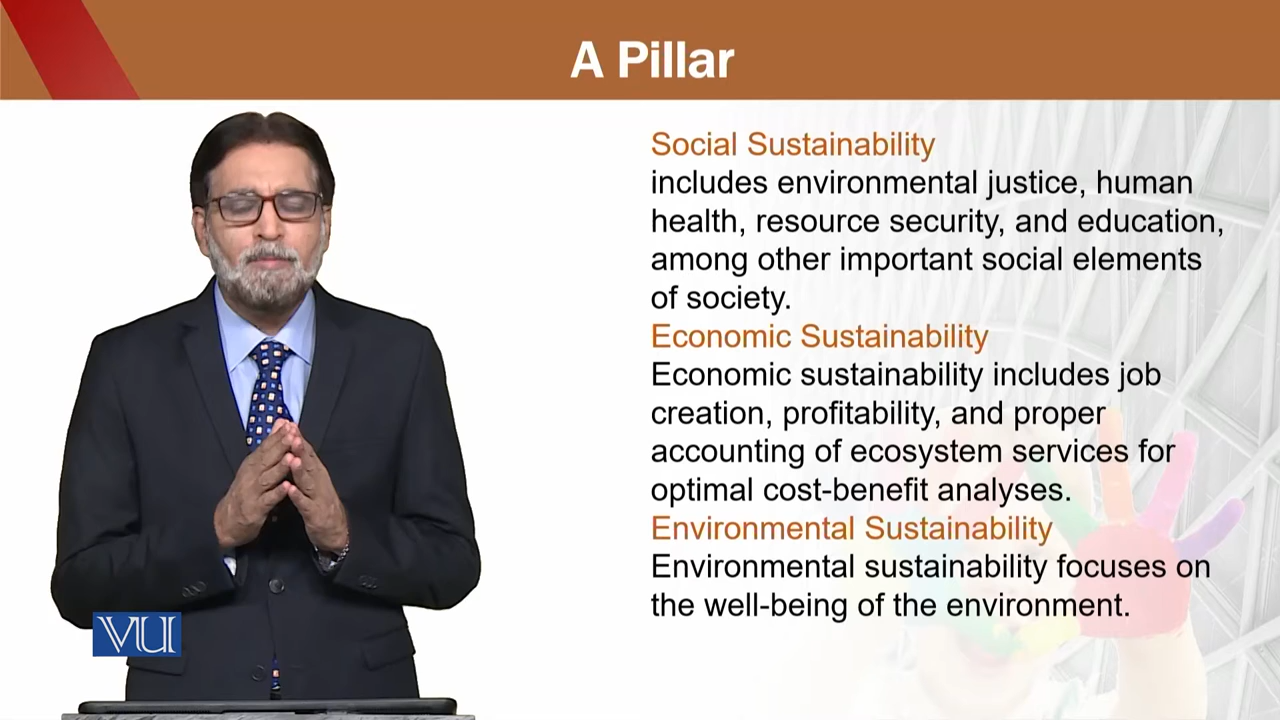 A Pillar
Social Sustainability
includes environmental justice, human
health, resource security, and education,
among other important social elements
of society.
Economic Sustainability
Economic sustainability includes job
creation, profitability, and proper
accounting of ecosystem services for
optimal cost-benefit analyses.
Environmental Sustainability
Environmental sustainability focuses on
the well-being of the environment.
VU